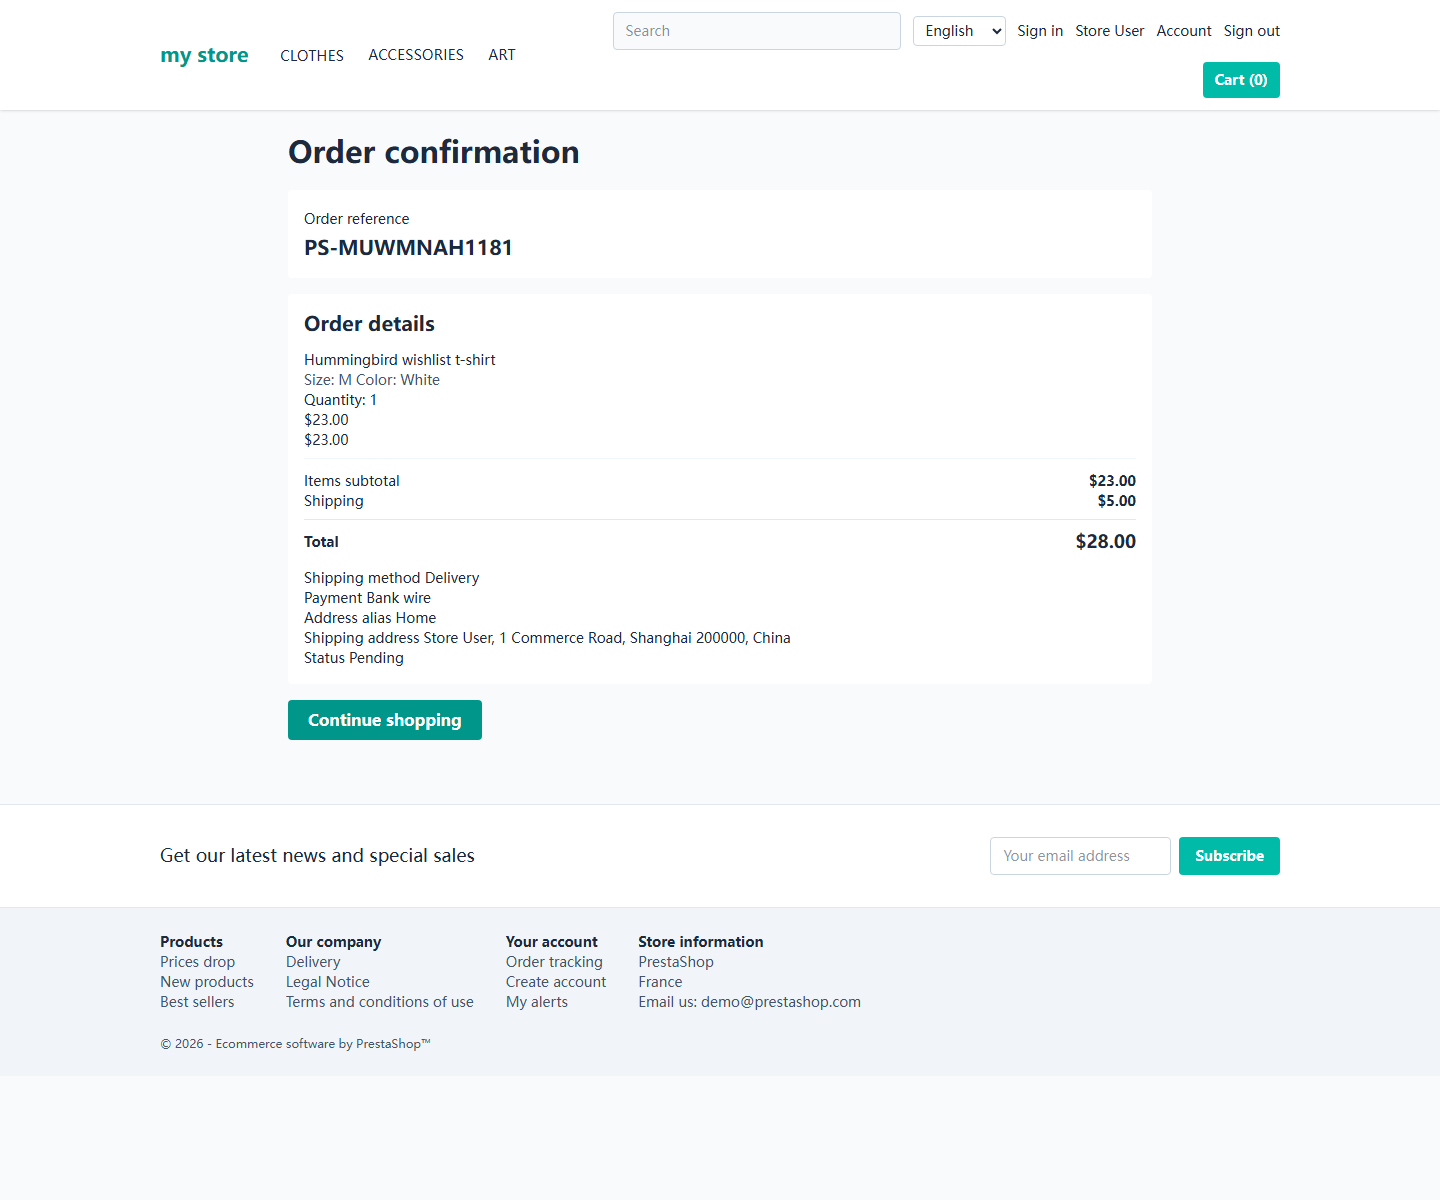 my store
CLOTHES
ACCESSORIES
ART
Search
English
Sign in
Store User
Account
Sign out
Cart (0)
Order confirmation
Order reference
PS-MUWMNAH1181
Order details
Hummingbird wishlist t-shirt
Size: M Color: White
Quantity: 1
$23.00
$23.00
Items subtotal $23.00
Shipping $5.00
Total $28.00
Shipping method Delivery
Payment Bank wire
Address alias Home
Shipping address Store User, 1 Commerce Road, Shanghai 200000, China
Status Pending
Continue shopping
Get our latest news and special sales
Your email address
Subscribe
Products
Prices drop
New products
Best sellers
Our company
Delivery
Legal Notice
Terms and conditions of use
Your account
Order tracking
Create account
My alerts
Store information
PrestaShop
France
Email us: demo@prestashop.com
© 2026 - Ecommerce software by PrestaShop™